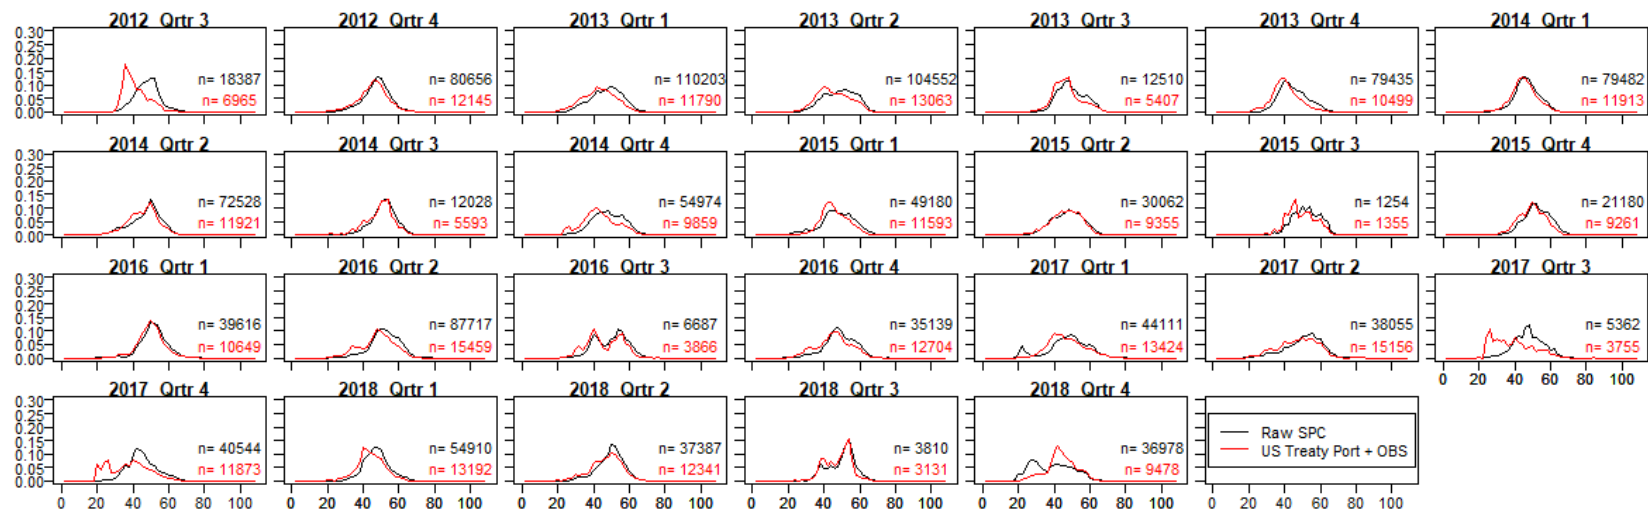 2012 Qrtr 3 2012 Qrtr 4 2013 Qrtr 1 2013 Qrtr 2 2013 Qrtr 3 2013 Qrtr 4 2014 Qrtr 1
0.30
0.25
0.20
0.15
0.10
0.05
0.00
n= 18387 n= 80656 n= 110203 n= 104552 n= 12510 n= 79435 n= 79482
n= 6965 n= 12145 n= 11790 n= 13063 n= 5407 n= 10499 n= 11913
2014 Qrtr 2 2014 Qrtr 3 2014 Qrtr 4 2015 Qrtr 1 2015 Qrtr 2 2015 Qrtr 3 2015 Qrtr 4
0.30
0.25
0.20
0.15
0.10
0.05
0.00
n= 72528 n= 12028 n= 54974 n= 49180 n= 30062 n= 1254 n= 21180
n= 11921 n= 5593 n= 9859 n= 11593 n= 9355 n= 1355 n= 9261
2016 Qrtr 1 2016 Qrtr 2 2016 Qrtr 3 2016 Qrtr 4 2017 Qrtr 1 2017 Qrtr 2 2017 Qrtr 3
0.30
0.25
0.20
0.15
0.10
0.05
0.00
n= 39616 n= 87717 n= 6687 n= 35139 n= 44111 n= 38055 n= 5362
n= 10649 n= 15459 n= 3866 n= 12704 n= 13424 n= 15156 n= 3755
0 20 40 60 80 100
2017 Qrtr 4 2018 Qrtr 1 2018 Qrtr 2 2018 Qrtr 3 2018 Qrtr 4
0.30
0.25
0.20
0.15
0.10
0.05
0.00
n= 40544 n= 54910 n= 37387 n= 3810 n= 36978
n= 11873 n= 13192 n= 12341 n= 3131 n= 9478
Raw SPC
US Treaty Port + OBS
0 20 40 60 80 100 0 20 40 60 80 100 0 20 40 60 80 100 0 20 40 60 80 100 0 20 40 60 80 100 0 20 40 60 80 100